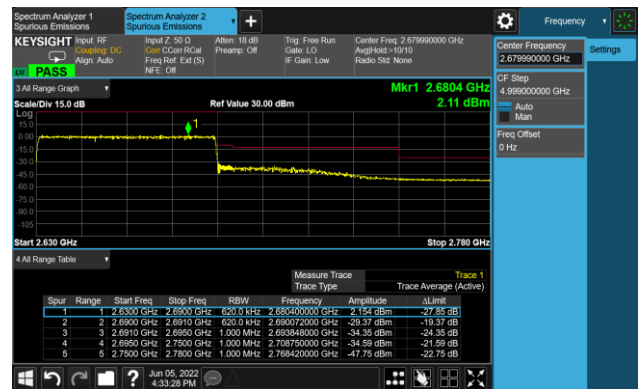 Spectrum Analyzer 1
Spurious Emissions
Spectrum Analyzer 2
Spurious Emissions
+
Frequency
KEYSIGHT
Input: RF
Coupling: DC
Align: Auto
Input Z: 50 Ω
Corr CCorr RCal
Freq Ref: Ext (S)
NFE: Off
Atten: 18 dB
Preamp: Off
Trig: Free Run
Gate: LO
IF Gain: Low
Center Freq: 2.679990000 GHz
Avg|Hold:>10/10
Radio Std: None
LW PASS
Center Frequency
2.679990000 GHz
Settings
CF Step
4.999000000 GHz
Auto
Man
Freq Offset
0 Hz
3 All Range Graph
Mkr1 2.6804 GHz
Scale/Div 15.0 dB
Ref Value 30.00 dBm
2.11 dBm
Log
15.0
0.00
-15.0
-30.0
-45.0
-60.0
-75.0
-90.0
-105
1
Start 2.630 GHz
Stop 2.780 GHz
4 All Range Table
Measure Trace Trace 1
Trace Type Trace Average (Active)
Spur Range Start Freq Stop Freq RBW Frequency Amplitude ΔLimit
1 1 2.6300 GHz 2.6900 GHz 620.0 kHz 2.680400000 GHz 2.154 dBm -27.85 dB
2 2 2.6900 GHz 2.6910 GHz 620.0 kHz 2.690072000 GHz -29.37 dBm -19.37 dB
3 3 2.6910 GHz 2.6950 GHz 1.000 MHz 2.693848000 GHz -34.35 dBm -24.35 dB
4 4 2.6950 GHz 2.7500 GHz 1.000 MHz 2.708750000 GHz -34.59 dBm -21.59 dB
5 5 2.7500 GHz 2.7800 GHz 1.000 MHz 2.768420000 GHz -47.75 dBm -22.75 dB
?
Jun 05, 2022
4:33:28 PM